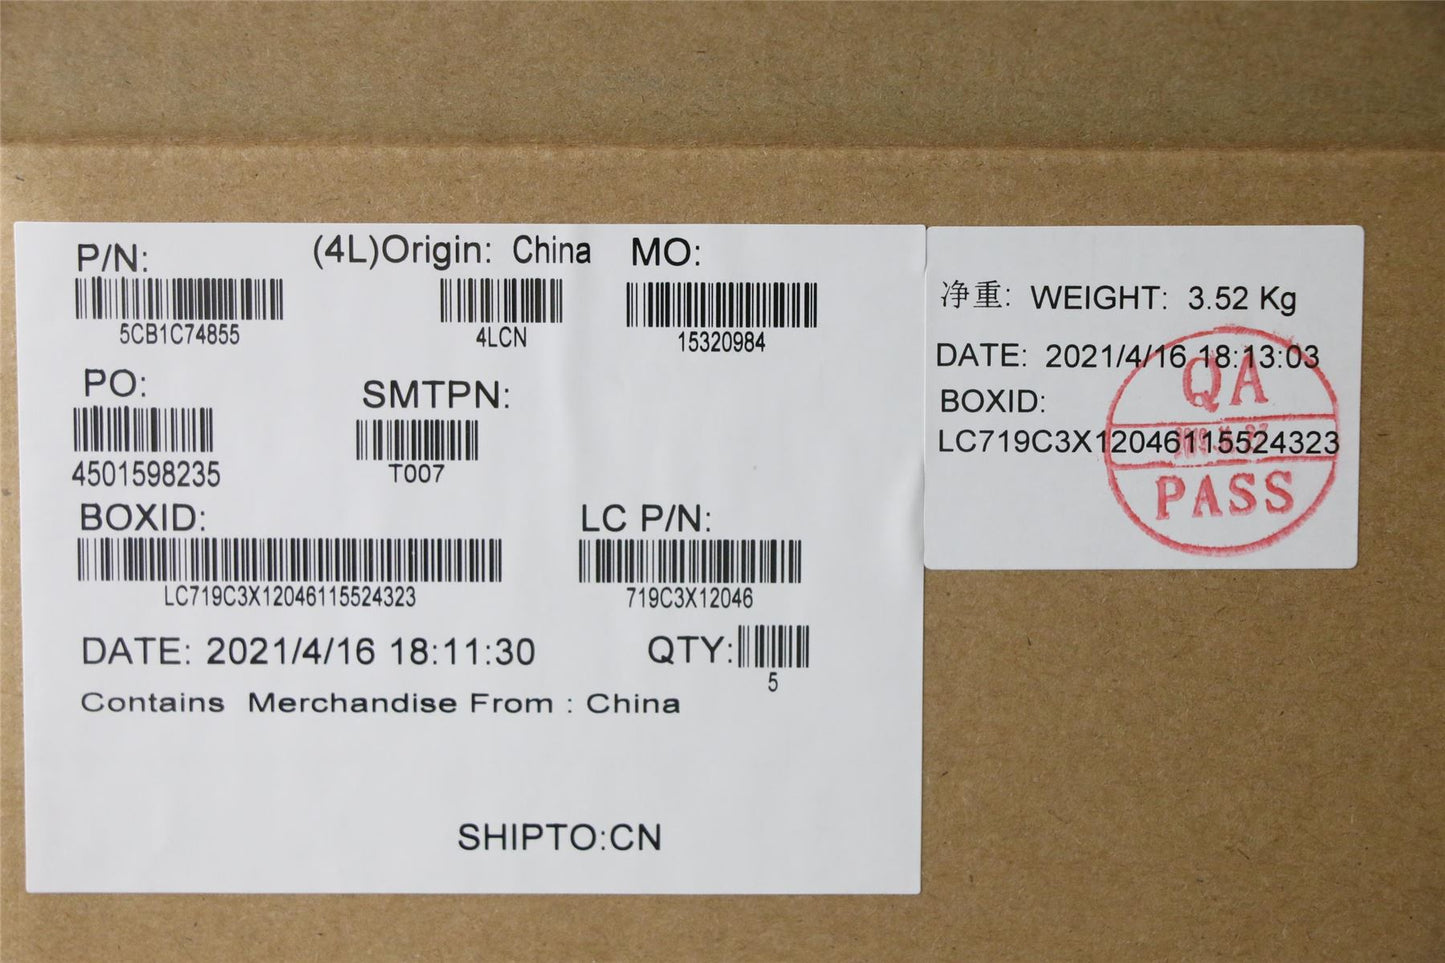 P/N:
5CB1C74855
(4L)Origin: China
4LCN
MO:
15320984
PO:
4501598235
SMTPN:
T007
BOXID:
LC719C3X12046115524323
LC P/N:
719C3X12046
DATE: 2021/4/16 18:11:30
QTY:
5
Contains Merchandise From : China
SHIPTO:CN
净重: WEIGHT: 3.52 Kg
DATE: 2021/4/16 18:13:03
BOXID:
LC719C3X12046115524323
QA
PASS